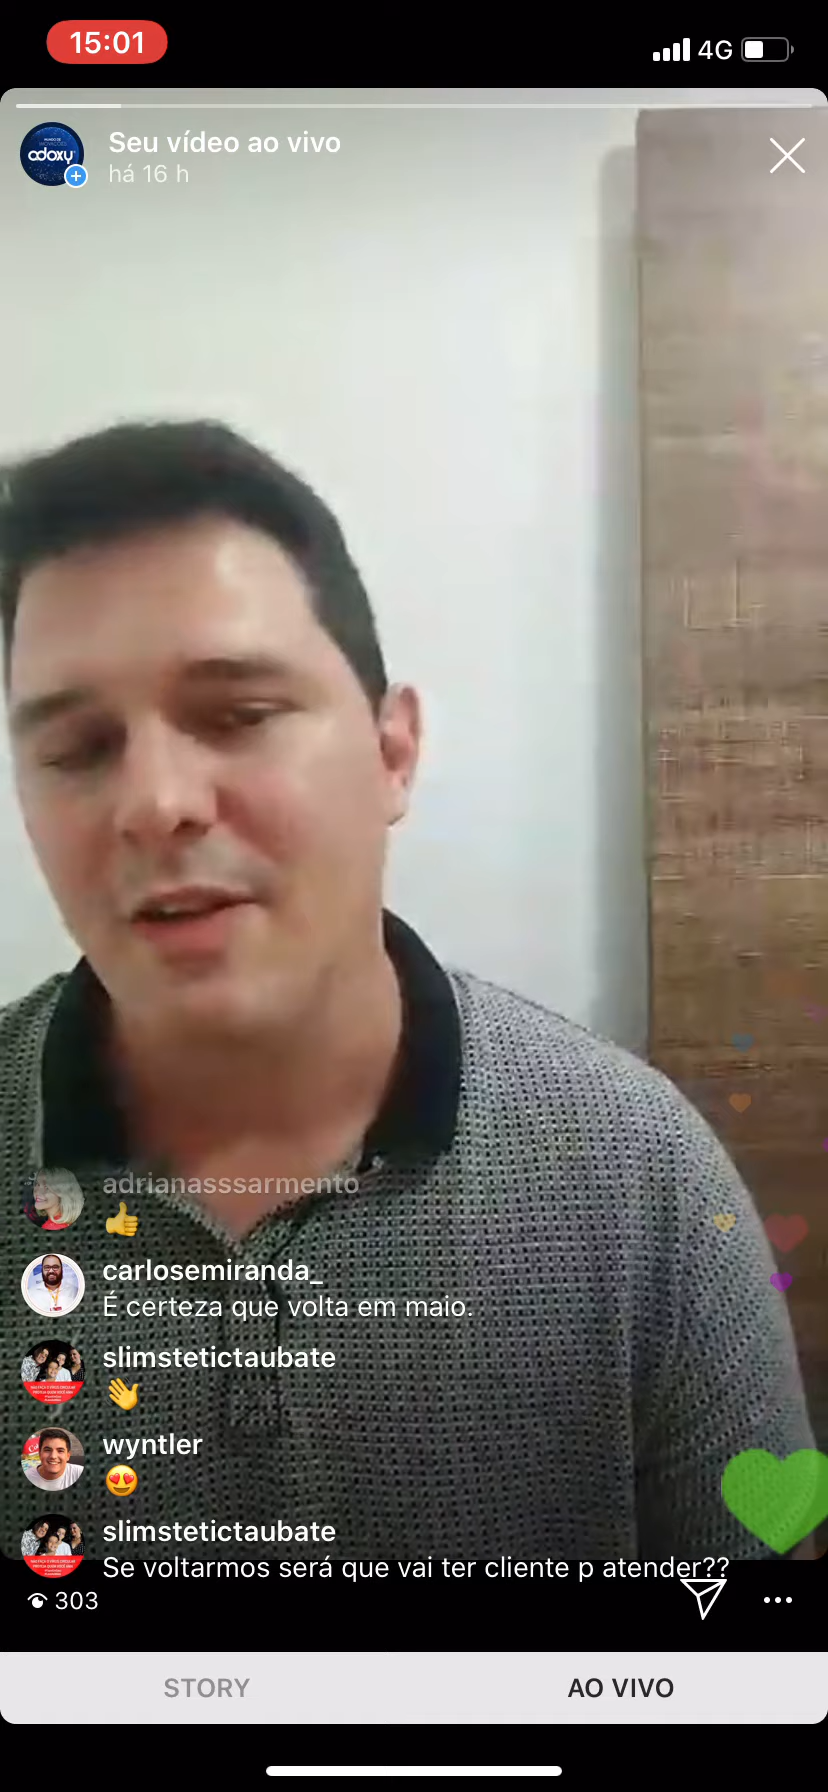 15:01
4G
adoxy
Seu vídeo ao vivo
há 16 h
adrianasssarmento
👍
carlosemiranda_
É certeza que volta em maio.
slimstetictaubate
👋
wyntler
😍
slimstetictaubate
Se voltarmos será que vai ter cliente p atender??
303
STORY
AO VIVO